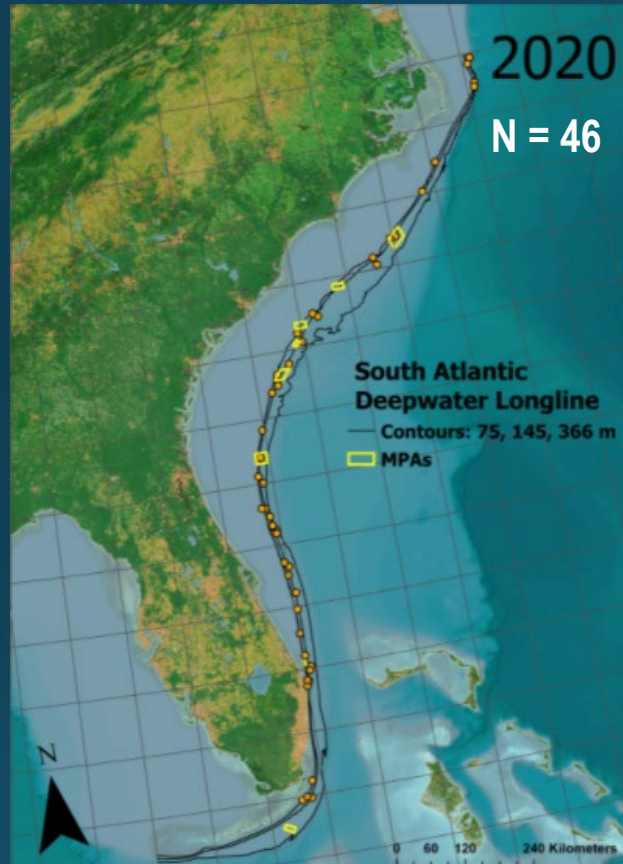 2020
N = 46
South Atlantic
Deepwater Longline
Contours: 75, 145, 366 m
MPAs
N
0 60 120 240 Kilometers